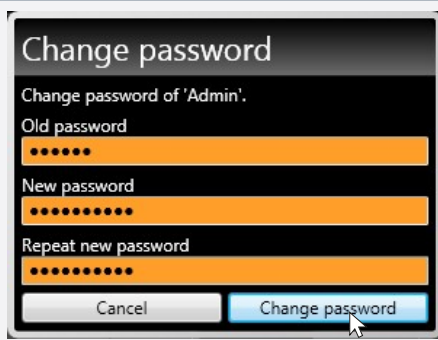 Change password
Change password of 'Admin'.
Old password
●●●●●●
New password
●●●●●●●●●●
Repeat new password
●●●●●●●●●●
Cancel Change password